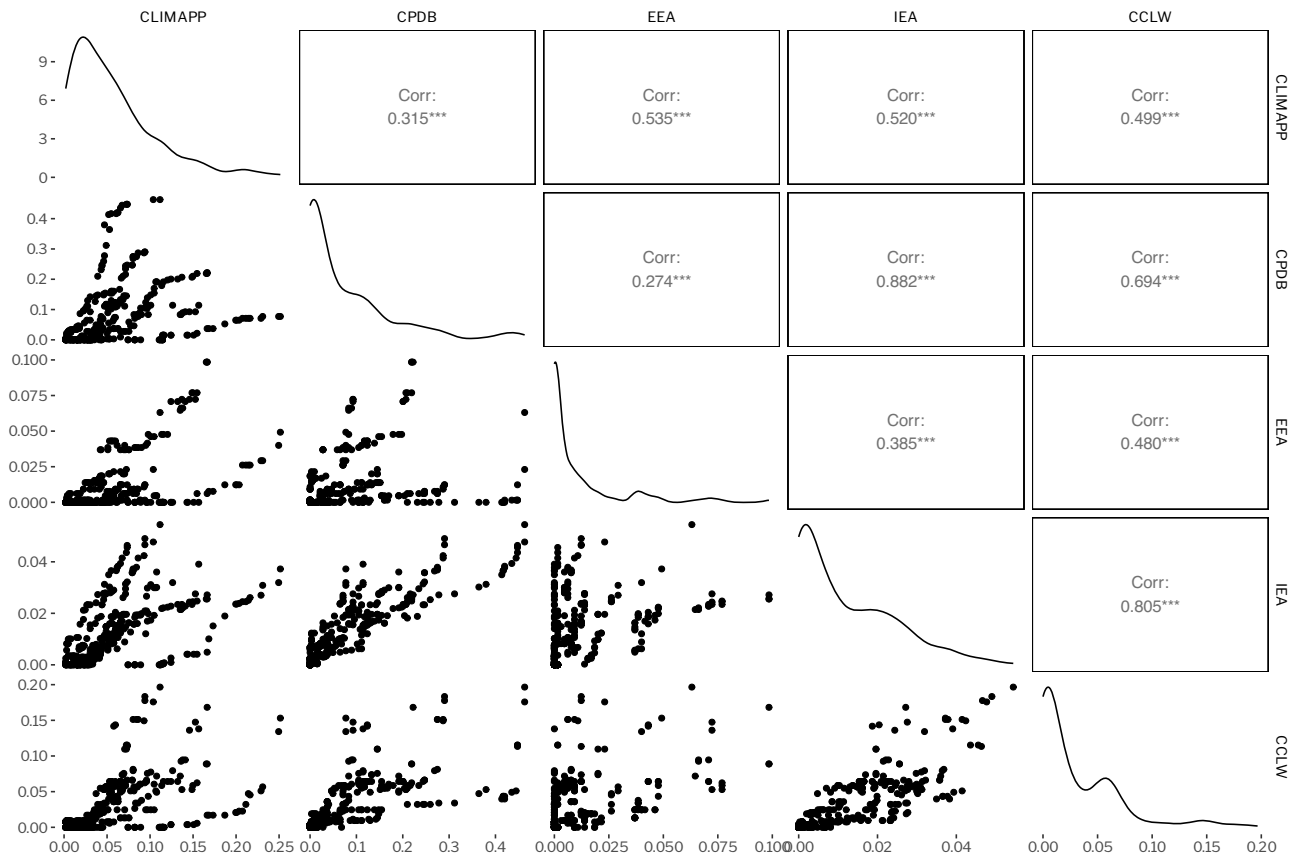 CLIMAPP CPDB EEA IEA CCLW
9
6
3
0
Corr:
0.315***
Corr:
0.535***
Corr:
0.520***
Corr:
0.499***
CLIMAPP
0.4
0.3
0.2
0.1
0.0
Corr:
0.274***
Corr:
0.882***
Corr:
0.694***
CPDB
0.100
0.075
0.050
0.025
0.000
Corr:
0.385***
Corr:
0.480***
EEA
0.04
0.02
0.00
Corr:
0.805***
IEA
0.20
0.15
0.10
0.05
0.00
CCLW
0.00 0.05 0.10 0.15 0.20 0.25 0.0 0.1 0.2 0.3 0.4 0.000 0.025 0.050 0.075 0.100 0.00 0.02 0.04 0.00 0.05 0.10 0.15 0.20